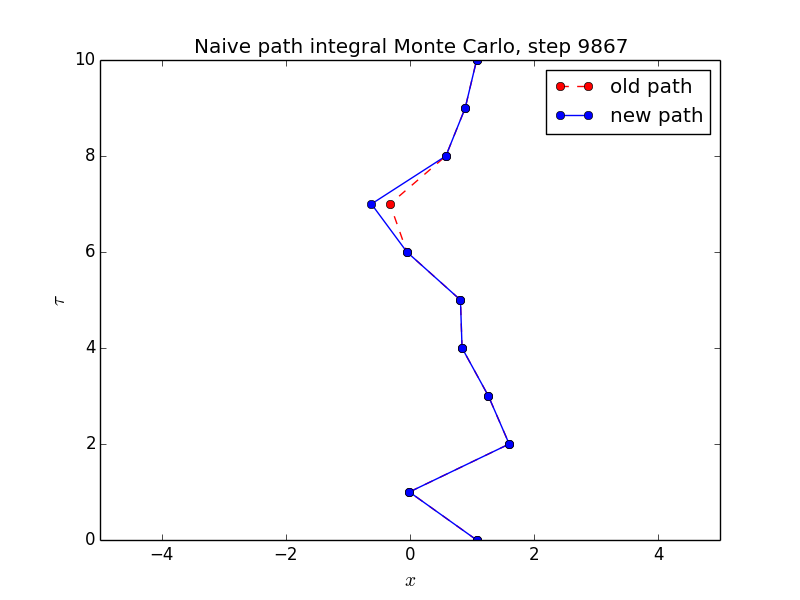 Naive path integral Monte Carlo, step 9867
old path
new path
10
8
6
4
2
0
τ
−4 −2 0 2 4
x